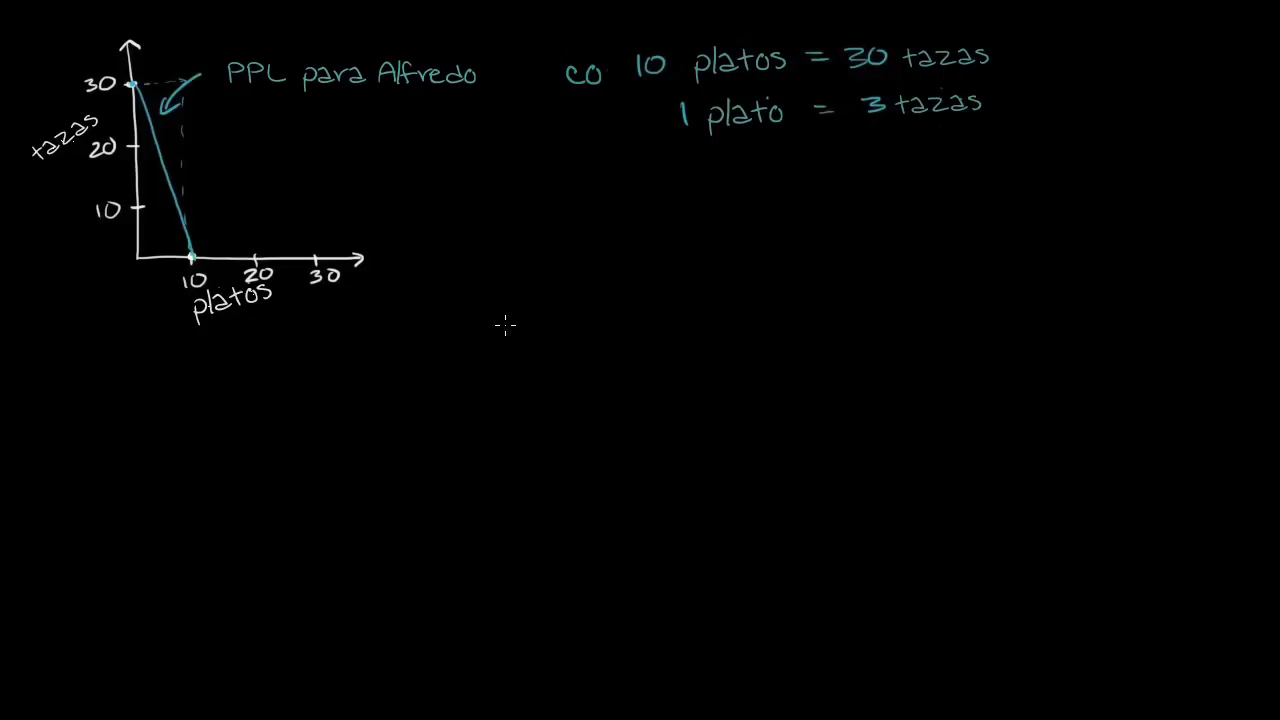 PPL para Alfredo
co 10 platos = 30 tazas
1 plato = 3 tazas
30
tazas
20
10
10 20 30
platos